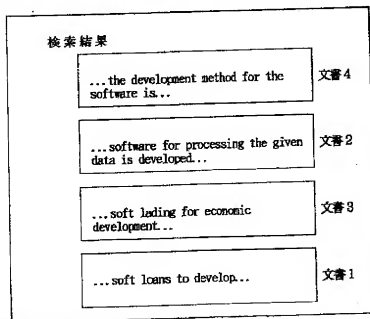 検索結果
...the development method for the
software is...
文書4
...software for processing the given
data is developed...
文書2
...soft lading for economic
development...
文書3
...soft loans to develop...
文書1